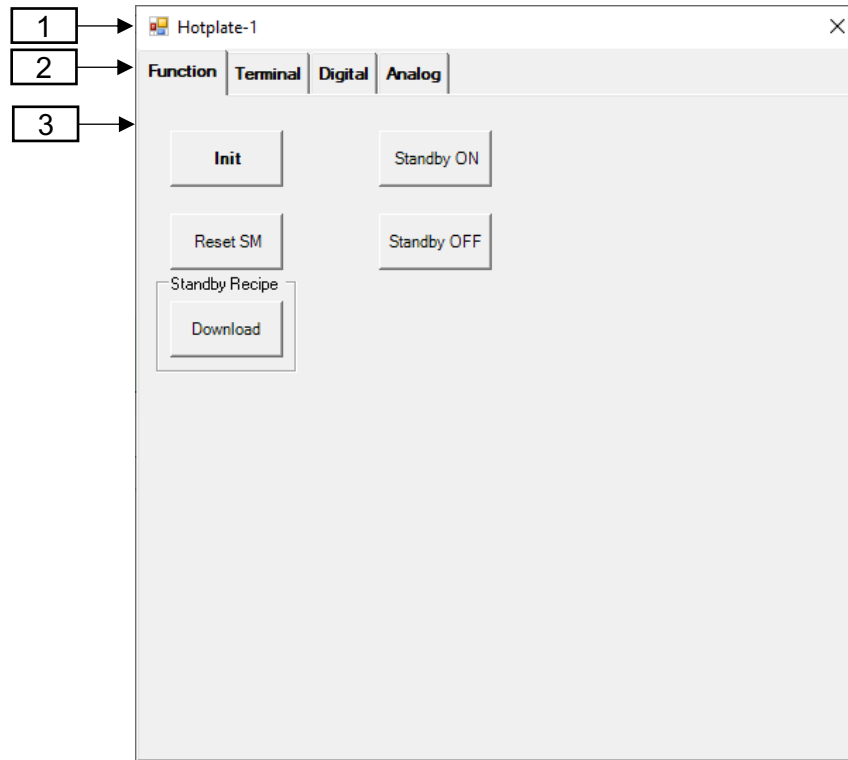 1
Hotplate-1
2
Function Terminal Digital Analog
3
Init Standby ON
Reset SM Standby OFF
Standby Recipe
Download